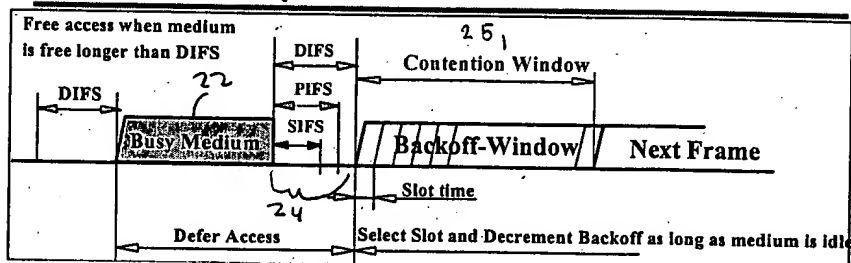 Free access when medium
is free longer than DIFS
DIFS
25
Contention Window
22
DIFS
PIFS
SIFS
Busy Medium
Backoff-Window
Next Frame
24
Slot time
Defer Access
Select Slot and Decrement Backoff as long as medium is idle